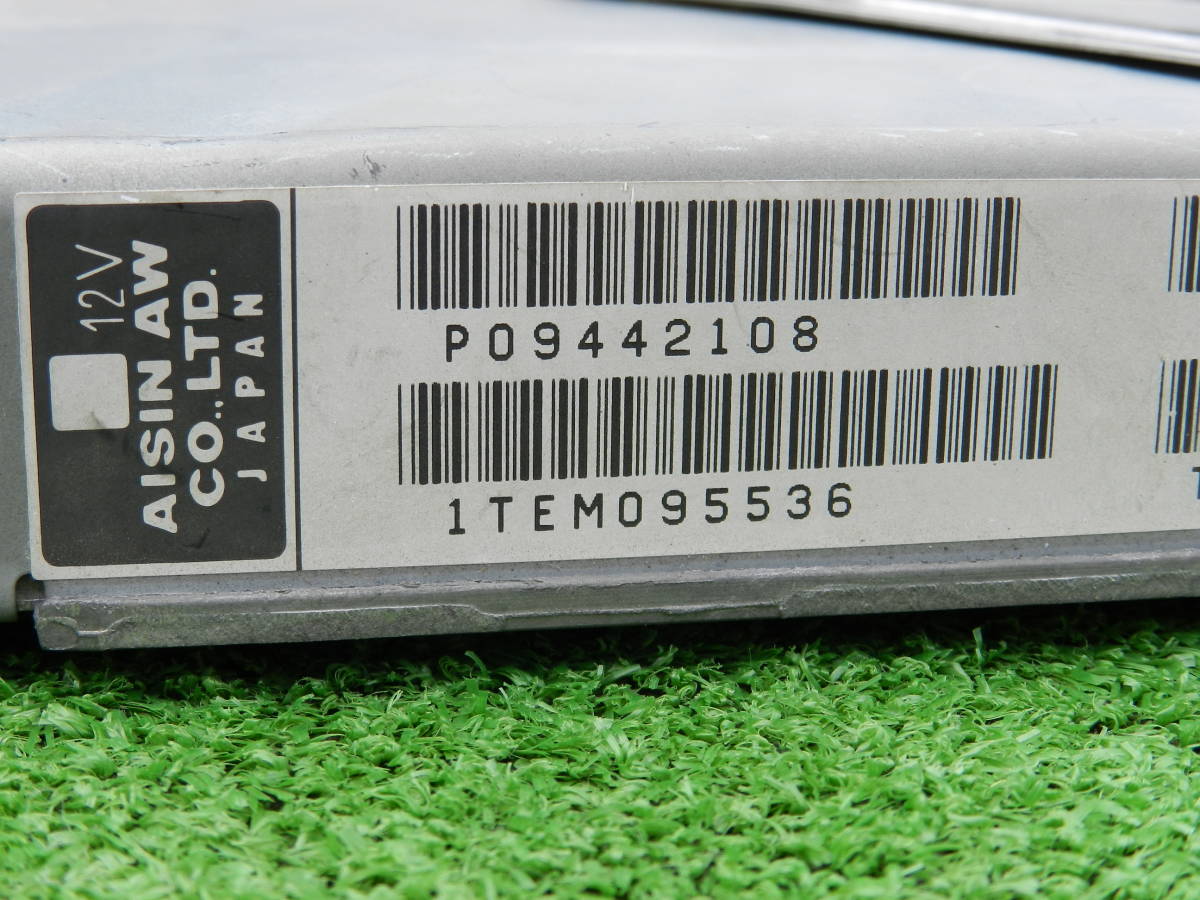 12V
AISIN AW
CO.,LTD.
JAPAN
P09442108
1TEM095536